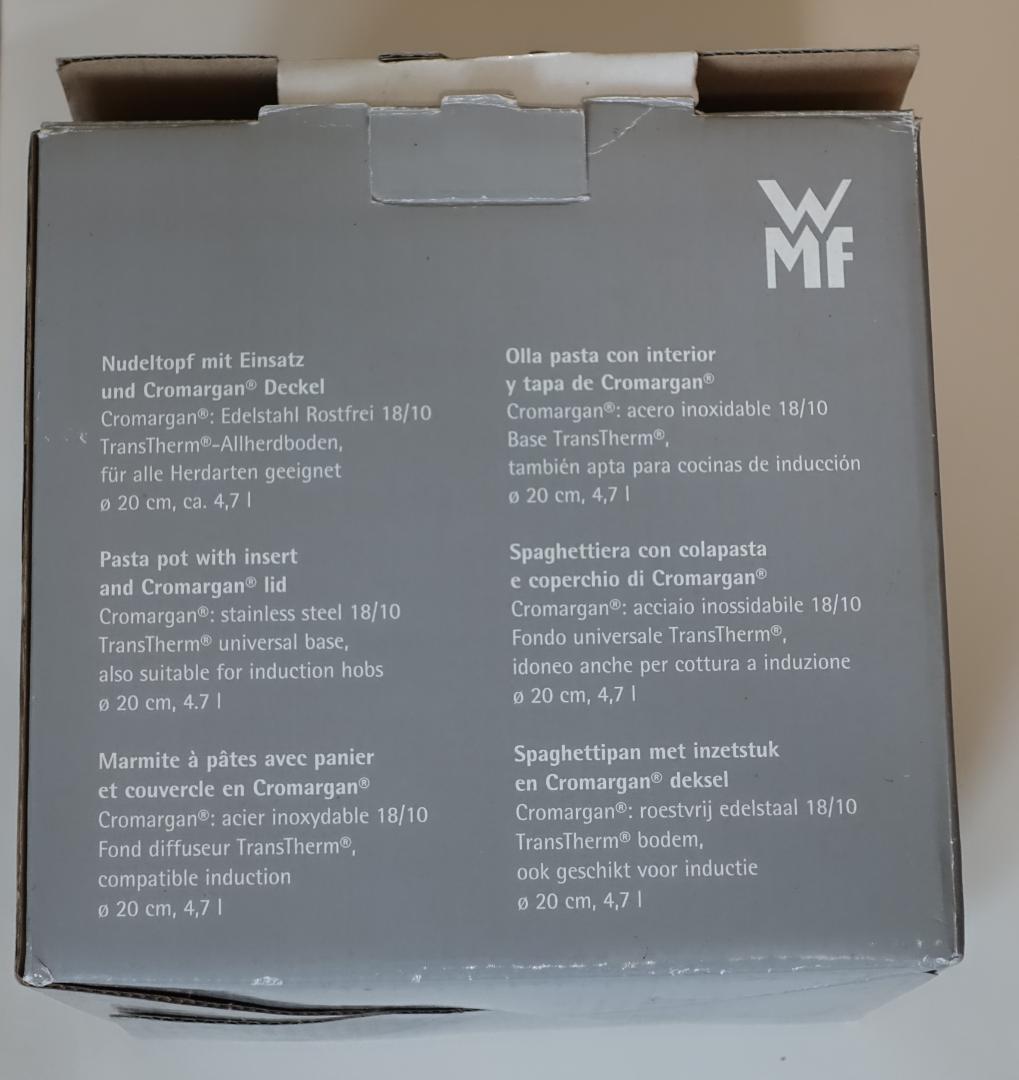 WMF
Nudeltopf mit Einsatz
und Cromargan® Deckel
Cromargan®: Edelstahl Rostfrei 18/10
TransTherm®-Allherdboden,
für alle Herdarten geeignet
ø 20 cm, ca. 4,7 l
Pasta pot with insert
and Cromargan® lid
Cromargan®: stainless steel 18/10
TransTherm® universal base,
also suitable for induction hobs
ø 20 cm, 4.7 l
Marmite à pâtes avec panier
et couvercle en Cromargan®
Cromargan®: acier inoxydable 18/10
Fond diffuseur TransTherm®,
compatible induction
ø 20 cm, 4,7 l
Olla pasta con interior
y tapa de Cromargan®
Cromargan®: acero inoxidable 18/10
Base TransTherm®,
también apta para cocinas de inducción
ø 20 cm, 4,7 l
Spaghettiera con colapasta
e coperchio di Cromargan®
Cromargan®: acciaio inossidabile 18/10
Fondo universale TransTherm®,
idoneo anche per cottura a induzione
ø 20 cm, 4,7 l
Spaghettipan met inzetstuk
en Cromargan® deksel
Cromargan®: roestvrij edelstaal 18/10
TransTherm® bodem,
ook geschikt voor inductie
ø 20 cm, 4,7 l